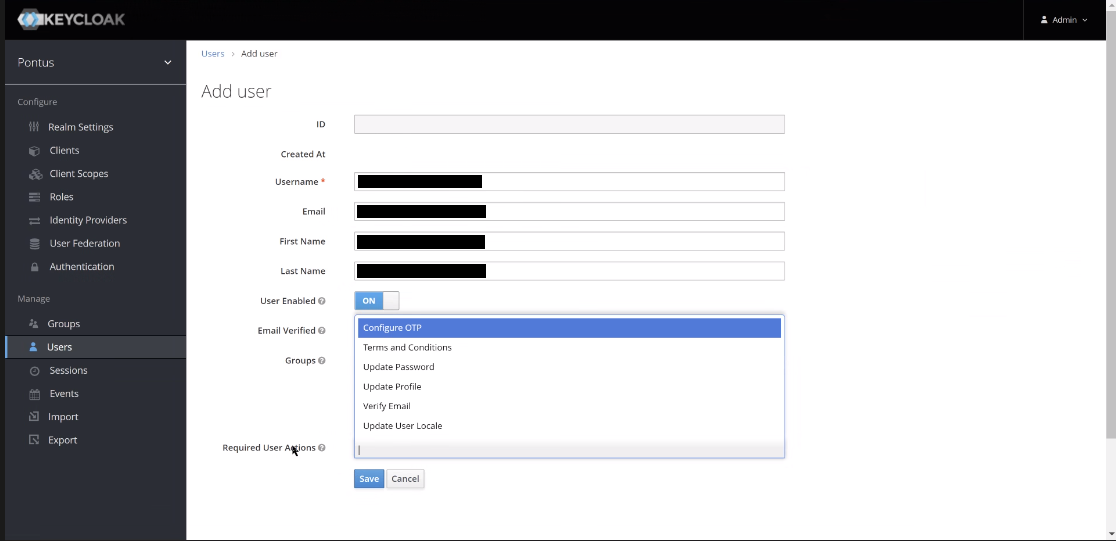 KEYCLOAK
Admin
Pontus
Users > Add user
Configure
Add user
Realm Settings
ID
Clients
Created At
Client Scopes
Username *
Roles
Email
Identity Providers
First Name
User Federation
Last Name
Authentication
Manage
User Enabled
ON
Groups
Email Verified
Configure OTP
Users
Terms and Conditions
Groups
Sessions
Update Password
Events
Update Profile
Import
Verify Email
Export
Update User Locale
Required User Actions
Save
Cancel